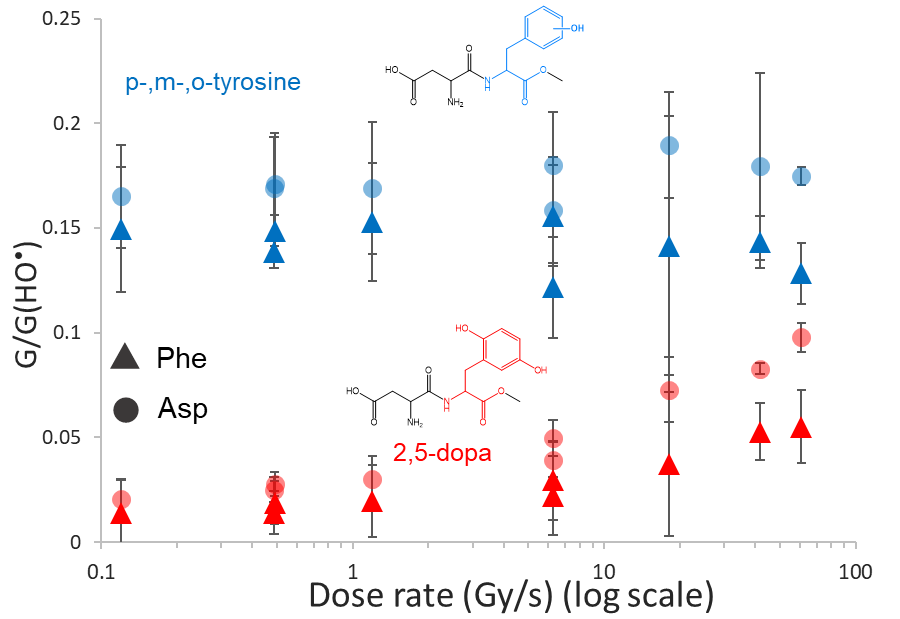 0.25
0.2
0.15
0.1
0.05
0
0.1
1
10
100
G/G(HO•)
Dose rate (Gy/s) (log scale)
p-,m-,o-tyrosine
HO
O
O
NH₂
N
H
O
O
OH
Phe
Asp
HO
OH
HO
O
O
NH₂
N
H
O
O
2,5-dopa